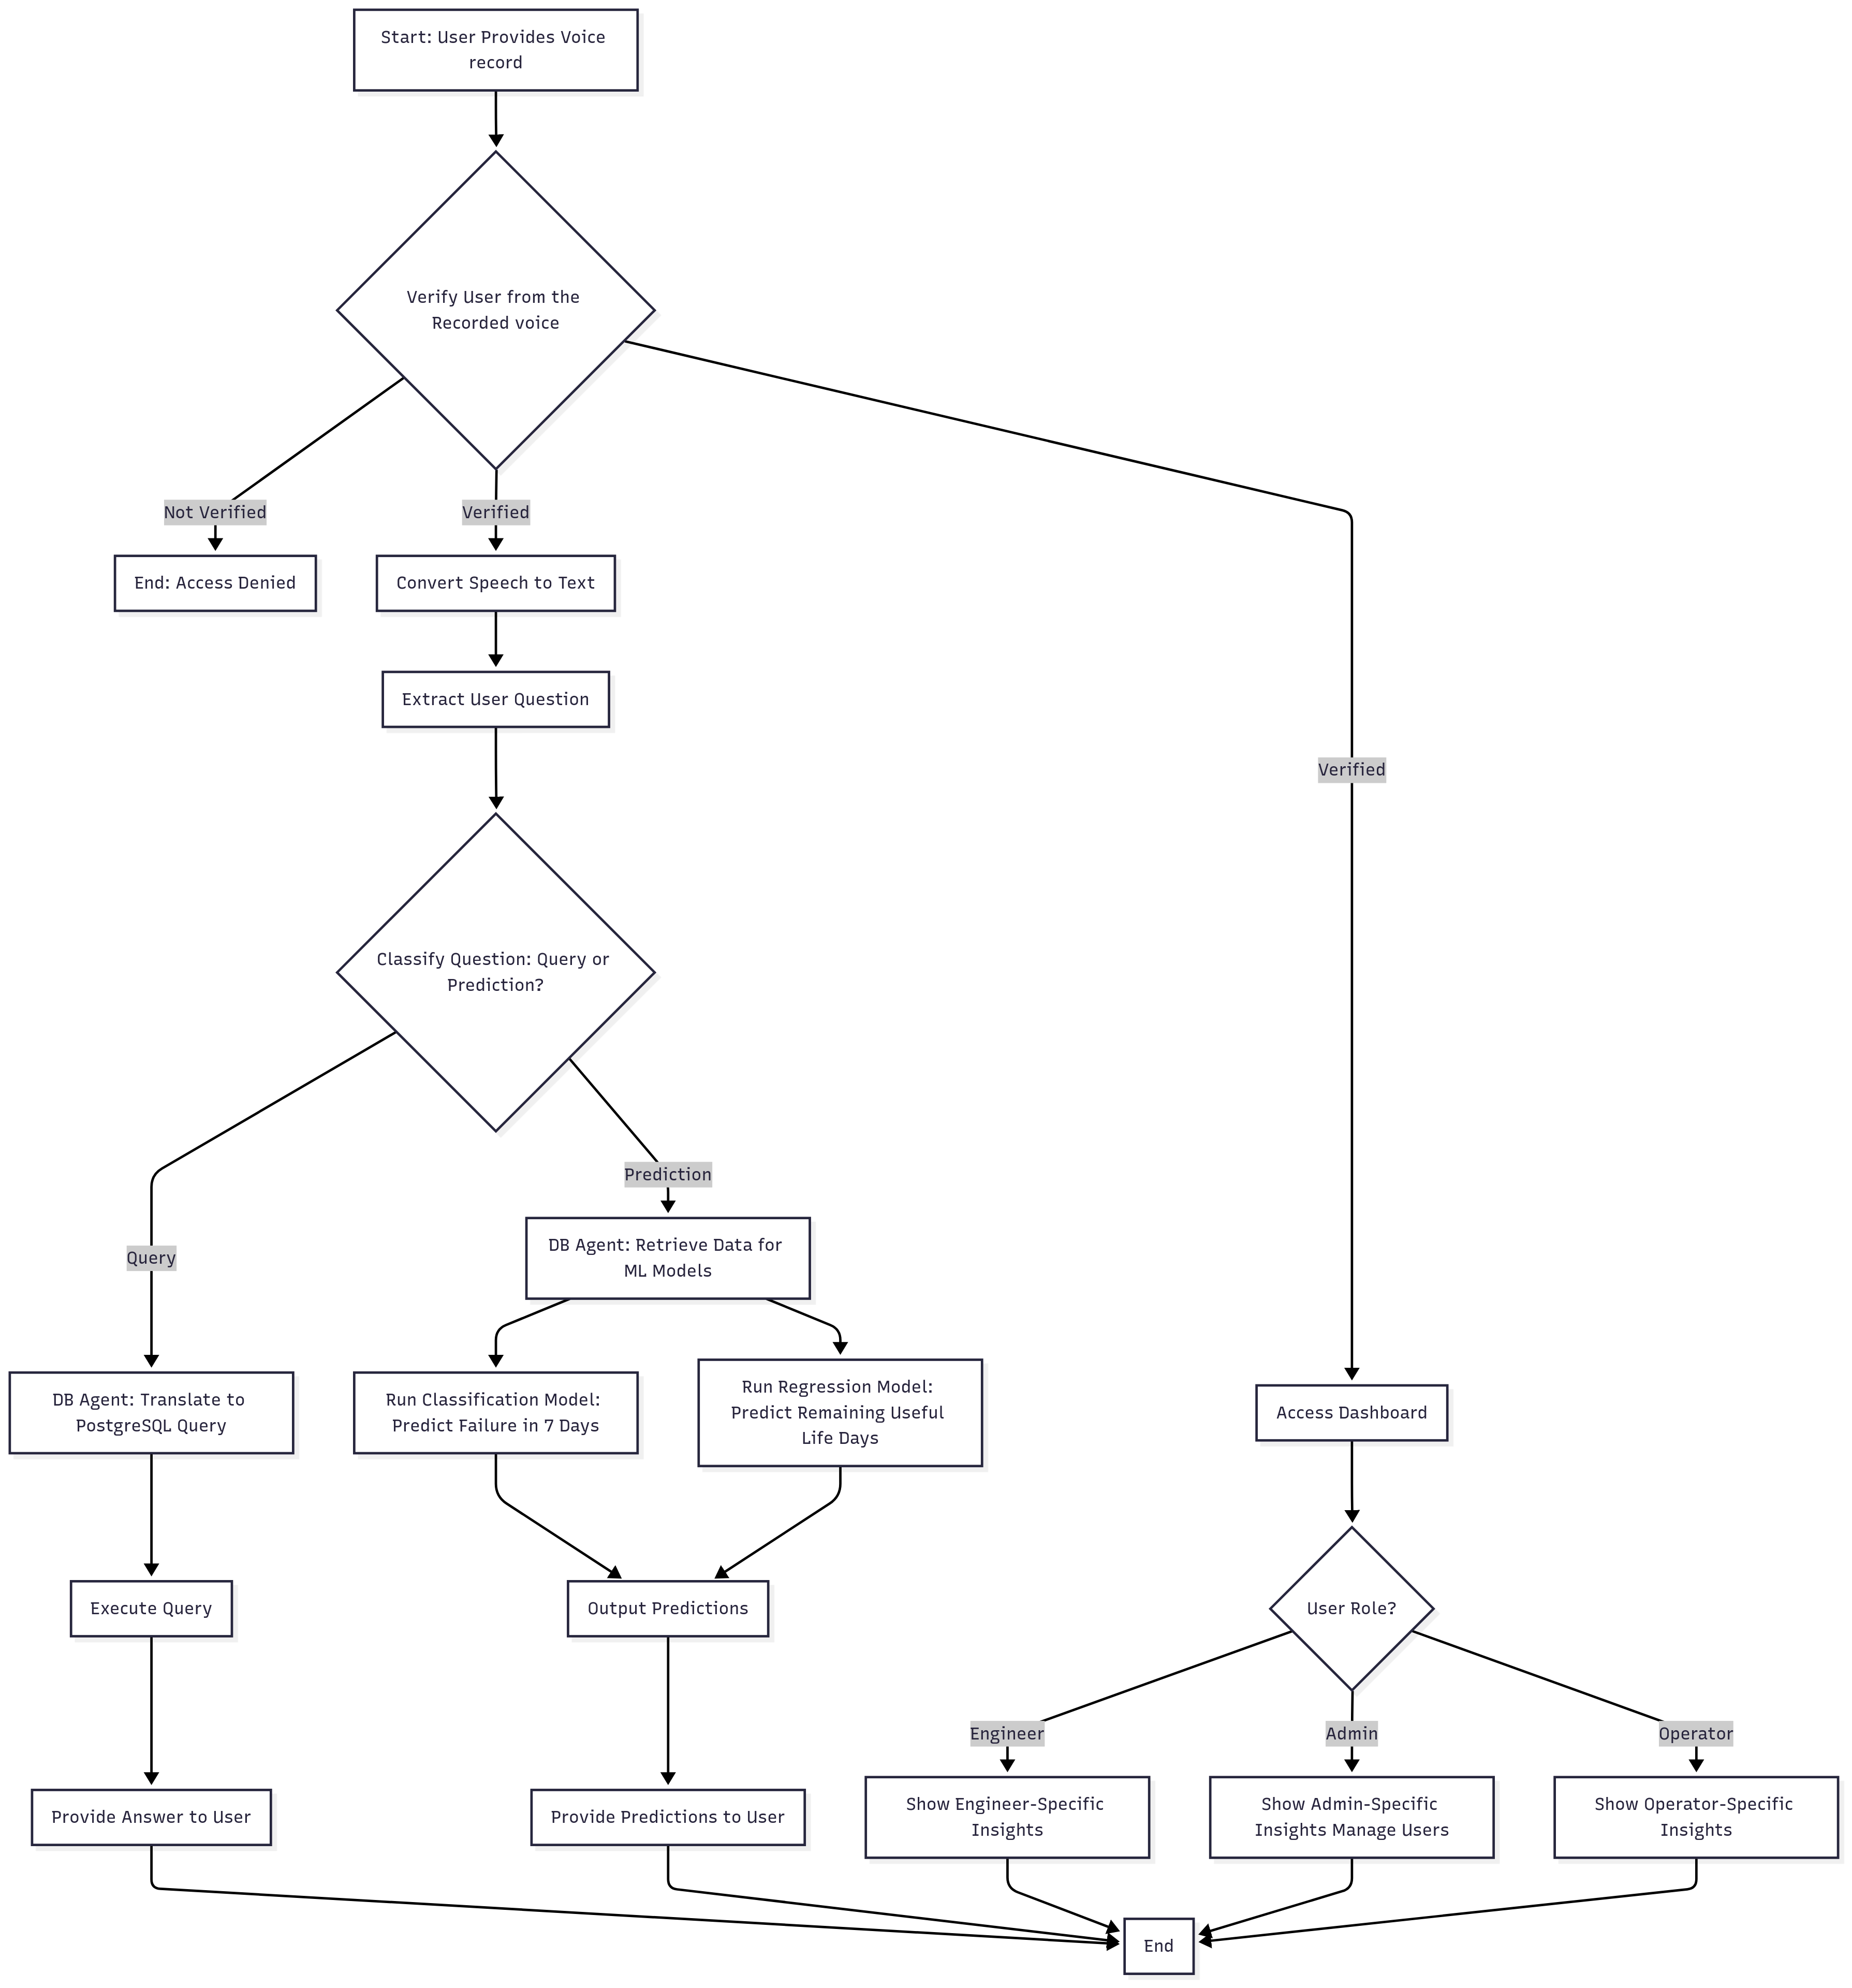 Start: User Provides Voice
record
Verify User from the
Recorded voice
Not Verified
Verified
End: Access Denied
Convert Speech to Text
Extract User Question
Verified
Classify Question: Query or
Prediction?
Prediction
Query
DB Agent: Retrieve Data for
ML Models
DB Agent: Translate to
PostgreSQL Query
Run Classification Model:
Predict Failure in 7 Days
Run Regression Model:
Predict Remaining Useful
Life Days
Access Dashboard
Execute Query
Output Predictions
User Role?
Engineer
Admin
Operator
Provide Answer to User
Provide Predictions to User
Show Engineer-Specific
Insights
Show Admin-Specific
Insights Manage Users
Show Operator-Specific
Insights
End